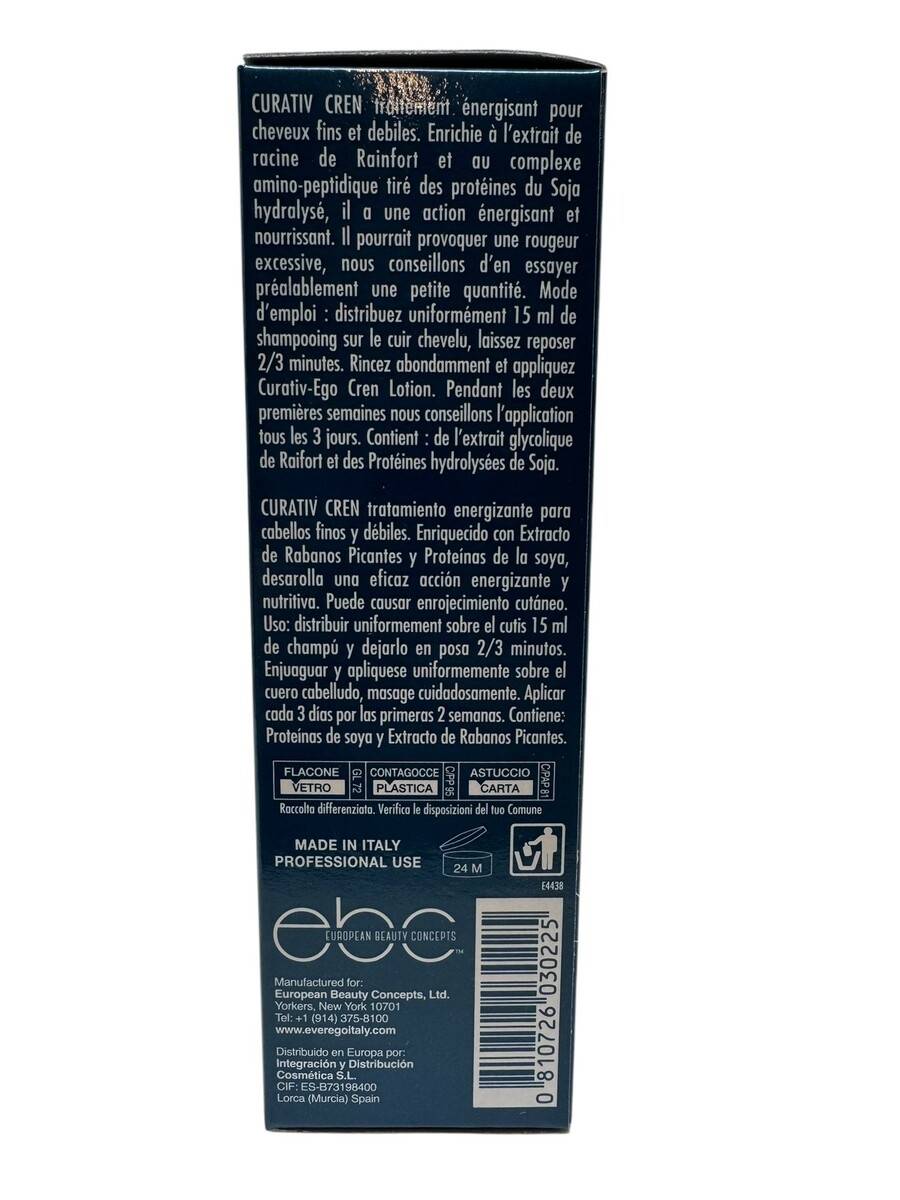 CURATIV CREN traitement énergisant pour
cheveux fins et debiles. Enrichie à l'extrait de
racine de Rainfort et au complexe
amino-peptidique tiré des protéines du Soja
hydralysé, il a une action énergisant et
nourrissant. Il pourrait provoquer une rougeur
excessive, nous conseillons d'en essayer
préalablement une petite quantité. Mode
d'emploi : distribuez uniformément 15 ml de
shampooing sur le cuir chevelu, laissez reposer
2/3 minutes. Rincez abondamment et appliquez
Curativ-Ego Cren Lotion. Pendant les deux
premières semaines nous conseillons l'application
tous les 3 jours. Contient : de l'extrait glycolique
de Raifort et des Protéines hydrolysées de Soja.
CURATIV CREN tratamiento energizante para
cabellos finos y débiles. Enriquecido con Extracto
de Rabanos Picantes y Proteínas de la soya,
desarolla una eficaz acción energizante y
nutritiva. Puede causar enrojecimiento cutáneo.
Uso: distribuir uniformement sobre el cutis 15 ml
de champú y dejarlo en posa 2/3 minutos.
Enjuaguar y apliquese uniformemente sobre el
cuero cabelludo, masage cuidadosamente. Aplicar
cada 3 días por las primeras 2 semanas. Contiene:
Proteínas de soya y Extracto de Rabanos Picantes.
FLACONE VETRO GL 72 CONTAGOCCE PLASTICA C/PP 95 ASTUCCIO CARTA C/PAP 81
Raccolta differenziata. Verifica le disposizioni del tuo Comune
MADE IN ITALY
PROFESSIONAL USE
24 M
E4438
ebc
EUROPEAN BEAUTY CONCEPTS™
Manufactured for:
European Beauty Concepts, Ltd.
Yorkers, New York 10701
Tel: +1 (914) 375-8100
www.everegoitaly.com
Distribuido en Europa por:
Integración y Distribución
Cosmética S.L.
CIF: ES-B73198400
Lorca (Murcia) Spain
0 810726 030225